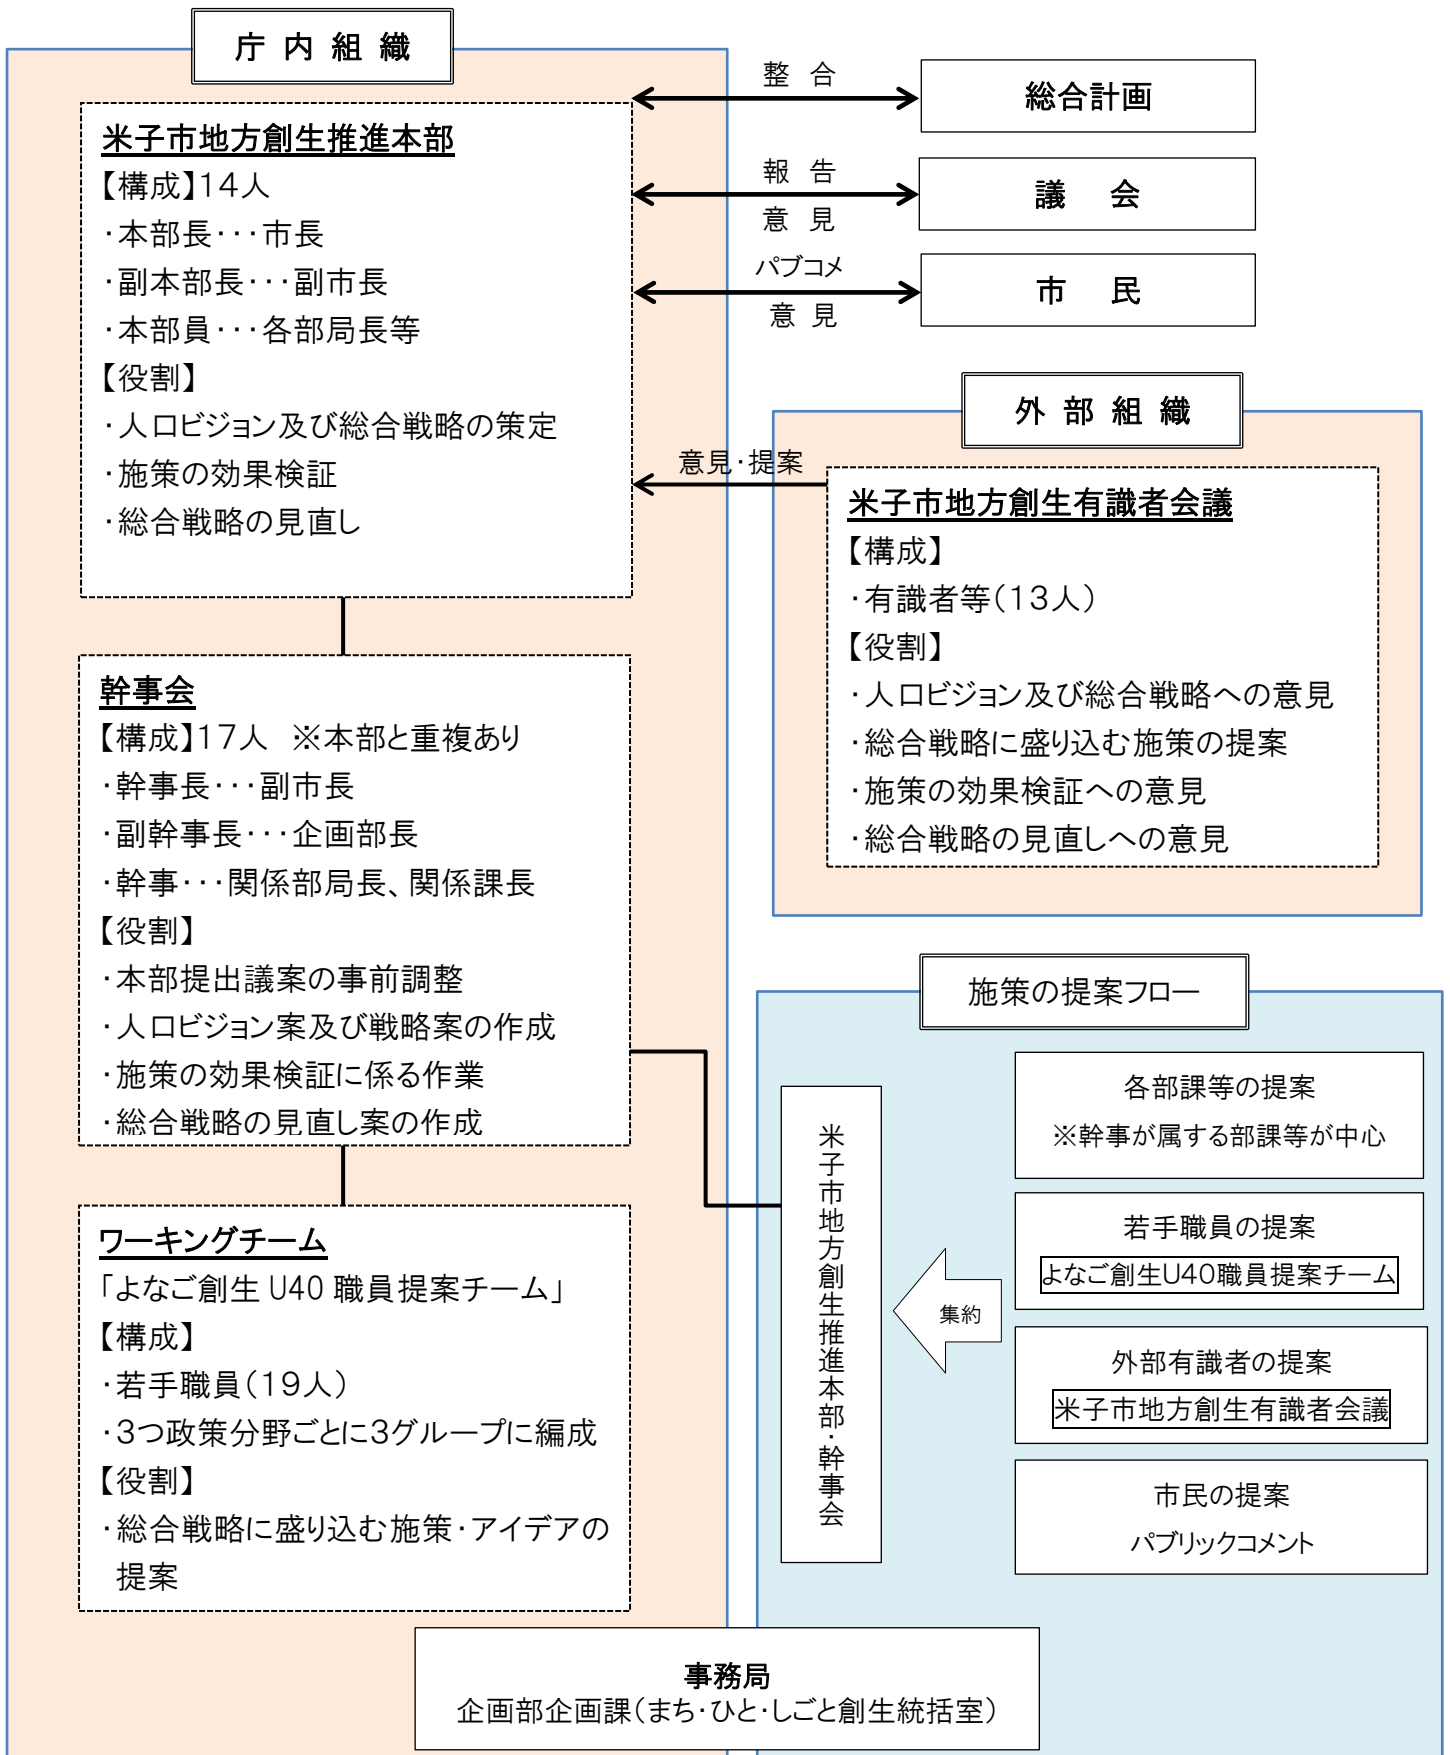 庁内組織
米子市地方創生推進本部
【構成】14人
・本部長・・・市長
・副本部長・・・副市長
・本部員・・・各部局長等
【役割】
・人口ビジョン及び総合戦略の策定
・施策の効果検証
・総合戦略の見直し
整合
総合計画
報告
意見
議会
パブコメ
意見
市民
外部組織
意見・提案
米子市地方創生有識者会議
【構成】
・有識者等(13人)
【役割】
・人口ビジョン及び総合戦略への意見
・総合戦略に盛り込む施策の提案
・施策の効果検証への意見
・総合戦略の見直しへの意見
幹事会
【構成】17人 ※本部と重複あり
・幹事長・・・副市長
・副幹事長・・・企画部長
・幹事・・・関係部局長、関係課長
【役割】
・本部提出議案の事前調整
・人口ビジョン案及び戦略案の作成
・施策の効果検証に係る作業
・総合戦略の見直し案の作成
ワーキングチーム
「よなご創生 U40 職員提案チーム」
【構成】
・若手職員(19人)
・3つ政策分野ごとに3グループに編成
【役割】
・総合戦略に盛り込む施策・アイデアの
提案
施策の提案フロー
米子市地方創生推進本部・幹事会
集約
各部課等の提案
※幹事が属する部課等が中心
若手職員の提案
よなご創生U40職員提案チーム
外部有識者の提案
米子市地方創生有識者会議
市民の提案
パブリックコメント
事務局
企画部企画課(まち・ひと・しごと創生統括室)